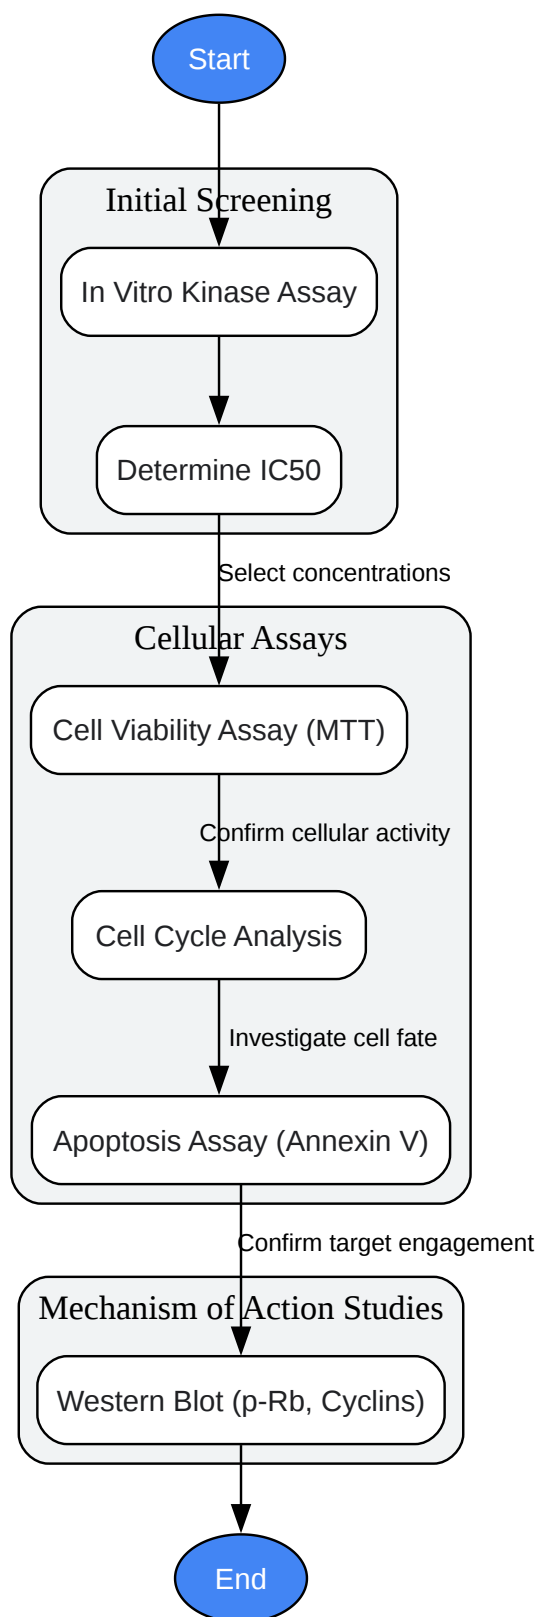 Start
Initial Screening
In Vitro Kinase Assay
Determine IC50
Select concentrations
Cellular Assays
Cell Viability Assay (MTT)
Confirm cellular activity
Cell Cycle Analysis
Investigate cell fate
Apoptosis Assay (Annexin V)
Confirm target engagement
Mechanism of Action Studies
Western Blot (p-Rb, Cyclins)
End